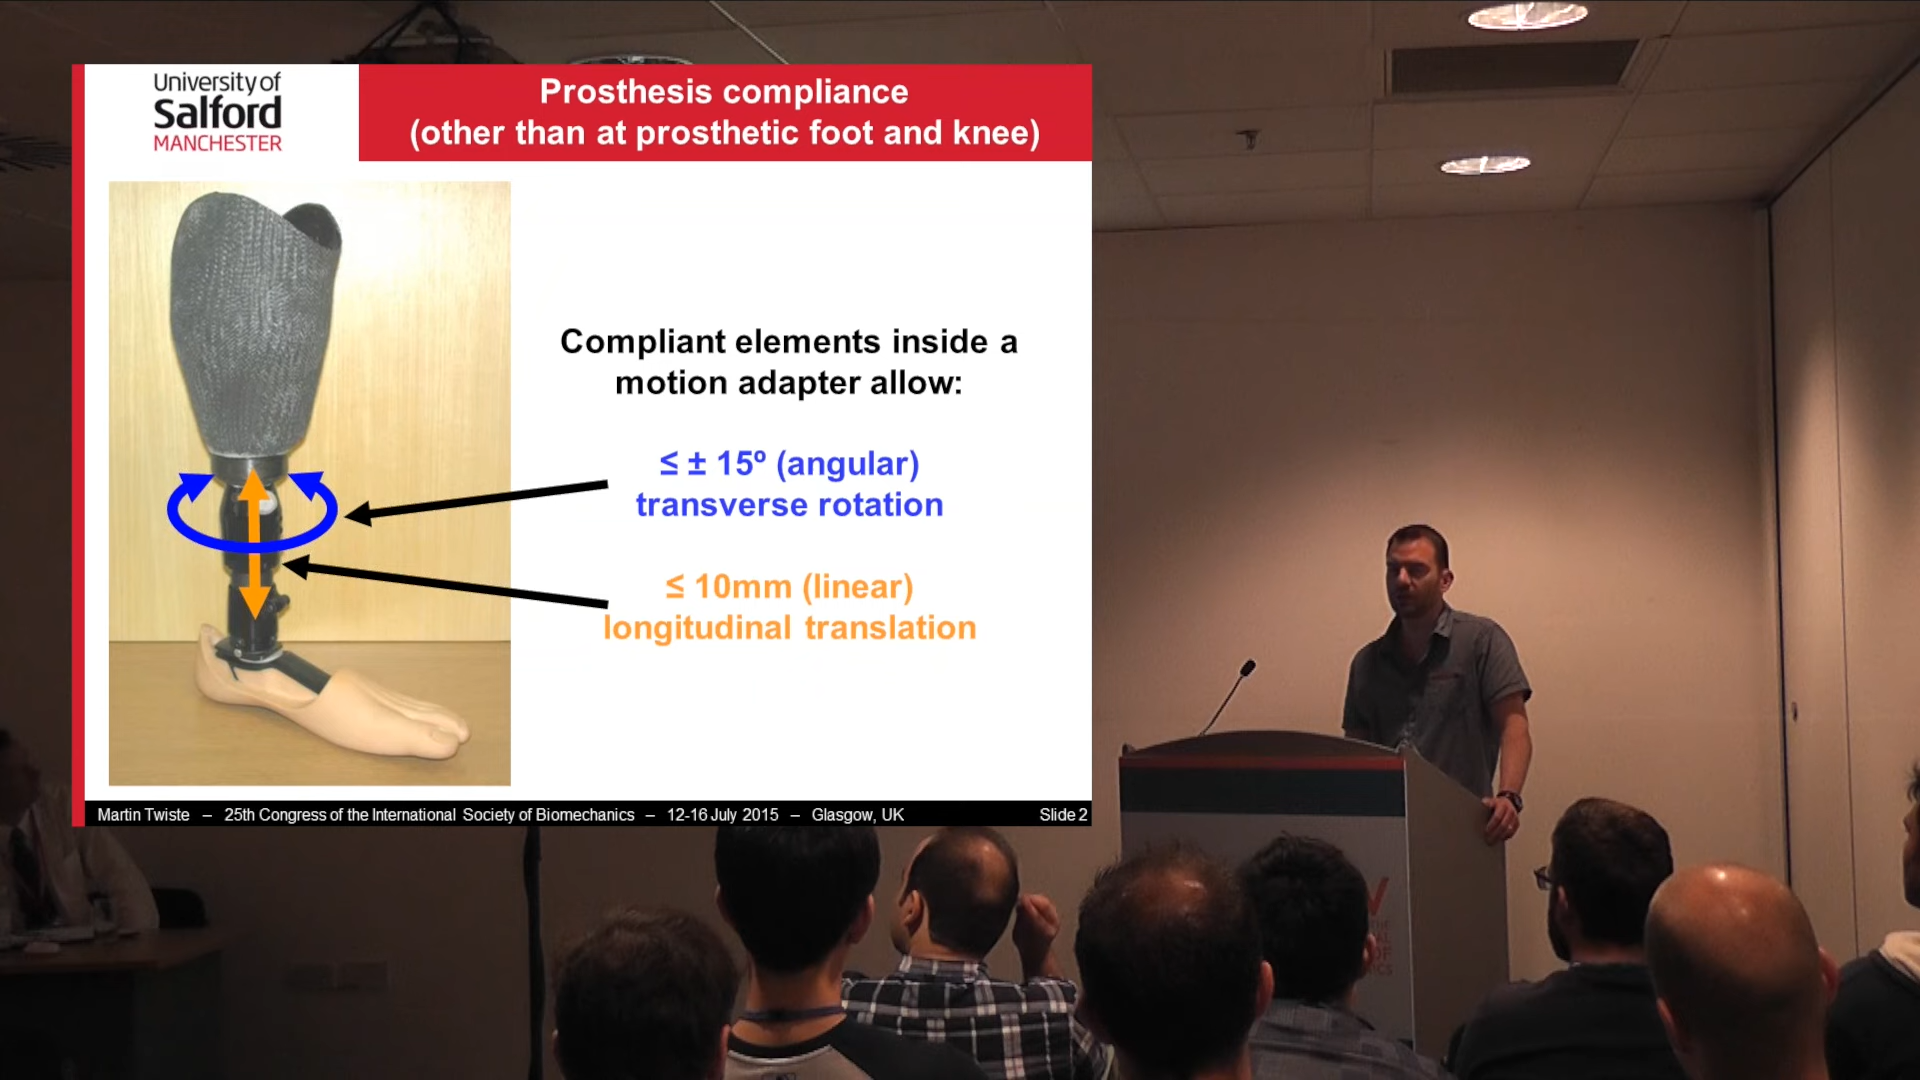 University of
Salford
MANCHESTER
Prosthesis compliance
(other than at prosthetic foot and knee)
Compliant elements inside a
motion adapter allow:
≤ ± 15º (angular)
transverse rotation
≤ 10mm (linear)
longitudinal translation
Martin Twiste – 25th Congress of the International Society of Biomechanics – 12-16 July 2015 – Glasgow, UK Slide 2